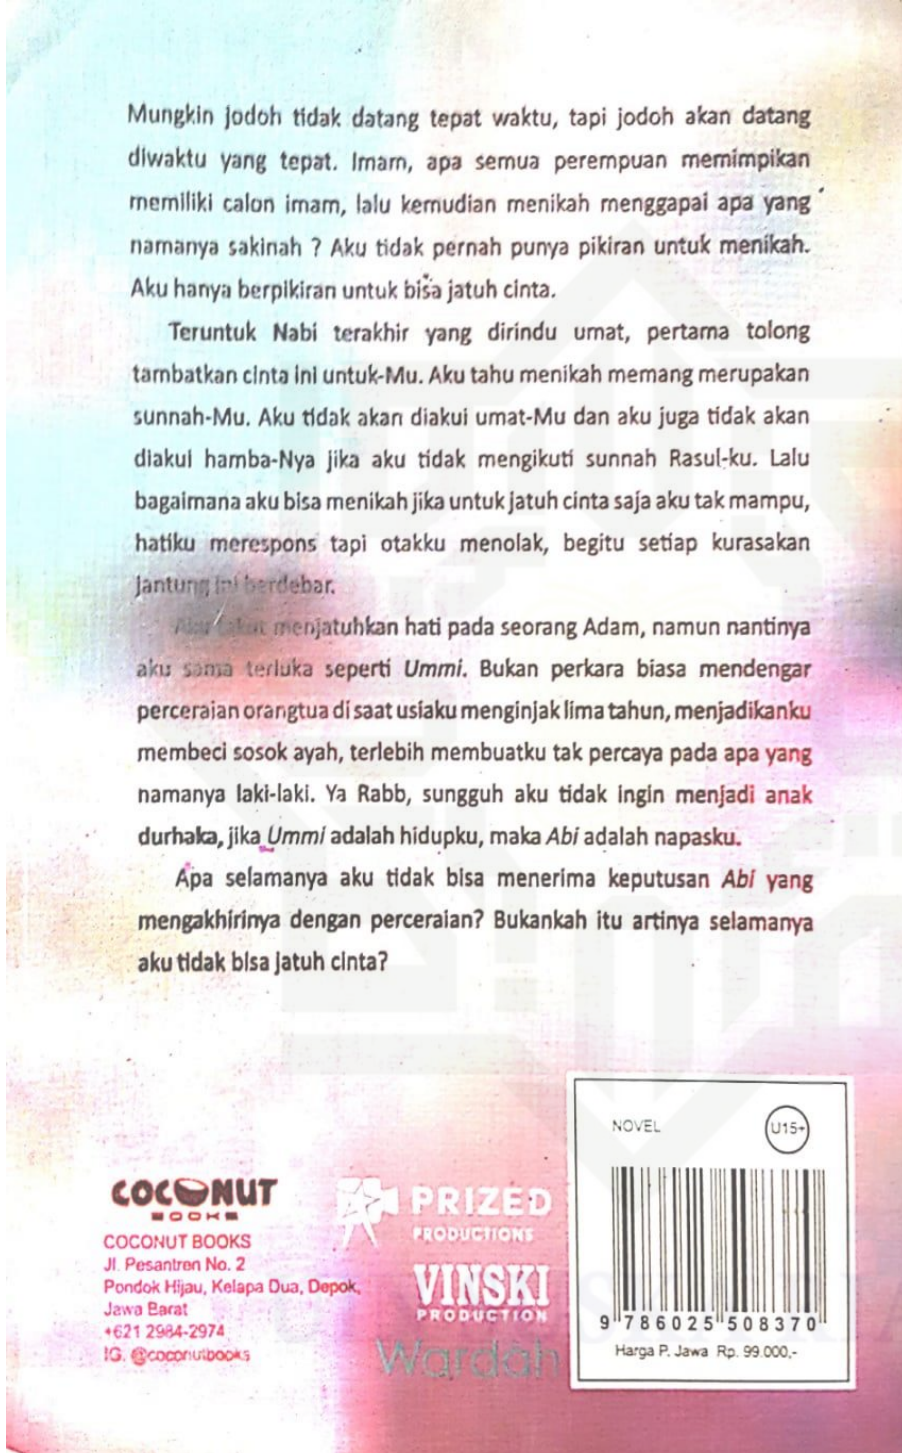 Mungkin jodoh tidak datang tepat waktu, tapi jodoh akan datang
diwaktu yang tepat. Imam, apa semua perempuan memimpikan
memiliki calon imam, lalu kemudian menikah menggapai apa yang
namanya sakinah ? Aku tidak pernah punya pikiran untuk menikah.
Aku hanya berpikiran untuk bisa jatuh cinta.
Teruntuk Nabi terakhir yang dirindu umat, pertama tolong
tambatkan cinta ini untuk-Mu. Aku tahu menikah memang merupakan
sunnah-Mu. Aku tidak akan diakui umat-Mu dan aku juga tidak akan
diakui hamba-Nya jika aku tidak mengikuti sunnah Rasul-ku. Lalu
bagaimana aku bisa menikah jika untuk jatuh cinta saja aku tak mampu,
hatiku merespons tapi otakku menolak, begitu setiap kurasakan
jantung ini berdebar.
Aku takut menjatuhkan hati pada seorang Adam, namun nantinya
aku sama terluka seperti Ummi. Bukan perkara biasa mendengar
perceraian orangtua di saat usiaku menginjak lima tahun, menjadikanku
membeci sosok ayah, terlebih membuatku tak percaya pada apa yang
namanya laki-laki. Ya Rabb, sungguh aku tidak ingin menjadi anak
durhaka, jika Ummi adalah hidupku, maka Abi adalah napasku.
Apa selamanya aku tidak bisa menerima keputusan Abi yang
mengakhirinya dengan perceraian? Bukankah itu artinya selamanya
aku tidak bisa jatuh cinta?
COCONUT
BOOKS
COCONUT BOOKS
Jl. Pesantren No. 2
Pondok Hijau, Kelapa Dua, Depok,
Jawa Barat
+621 2984-2974
IG. @coconutbooks
PRIZED
PRODUCTIONS
VINSKI
PRODUCTION
Wardah
NOVEL
U15+
9 786025 508370
Harga P. Jawa Rp. 99.000,-